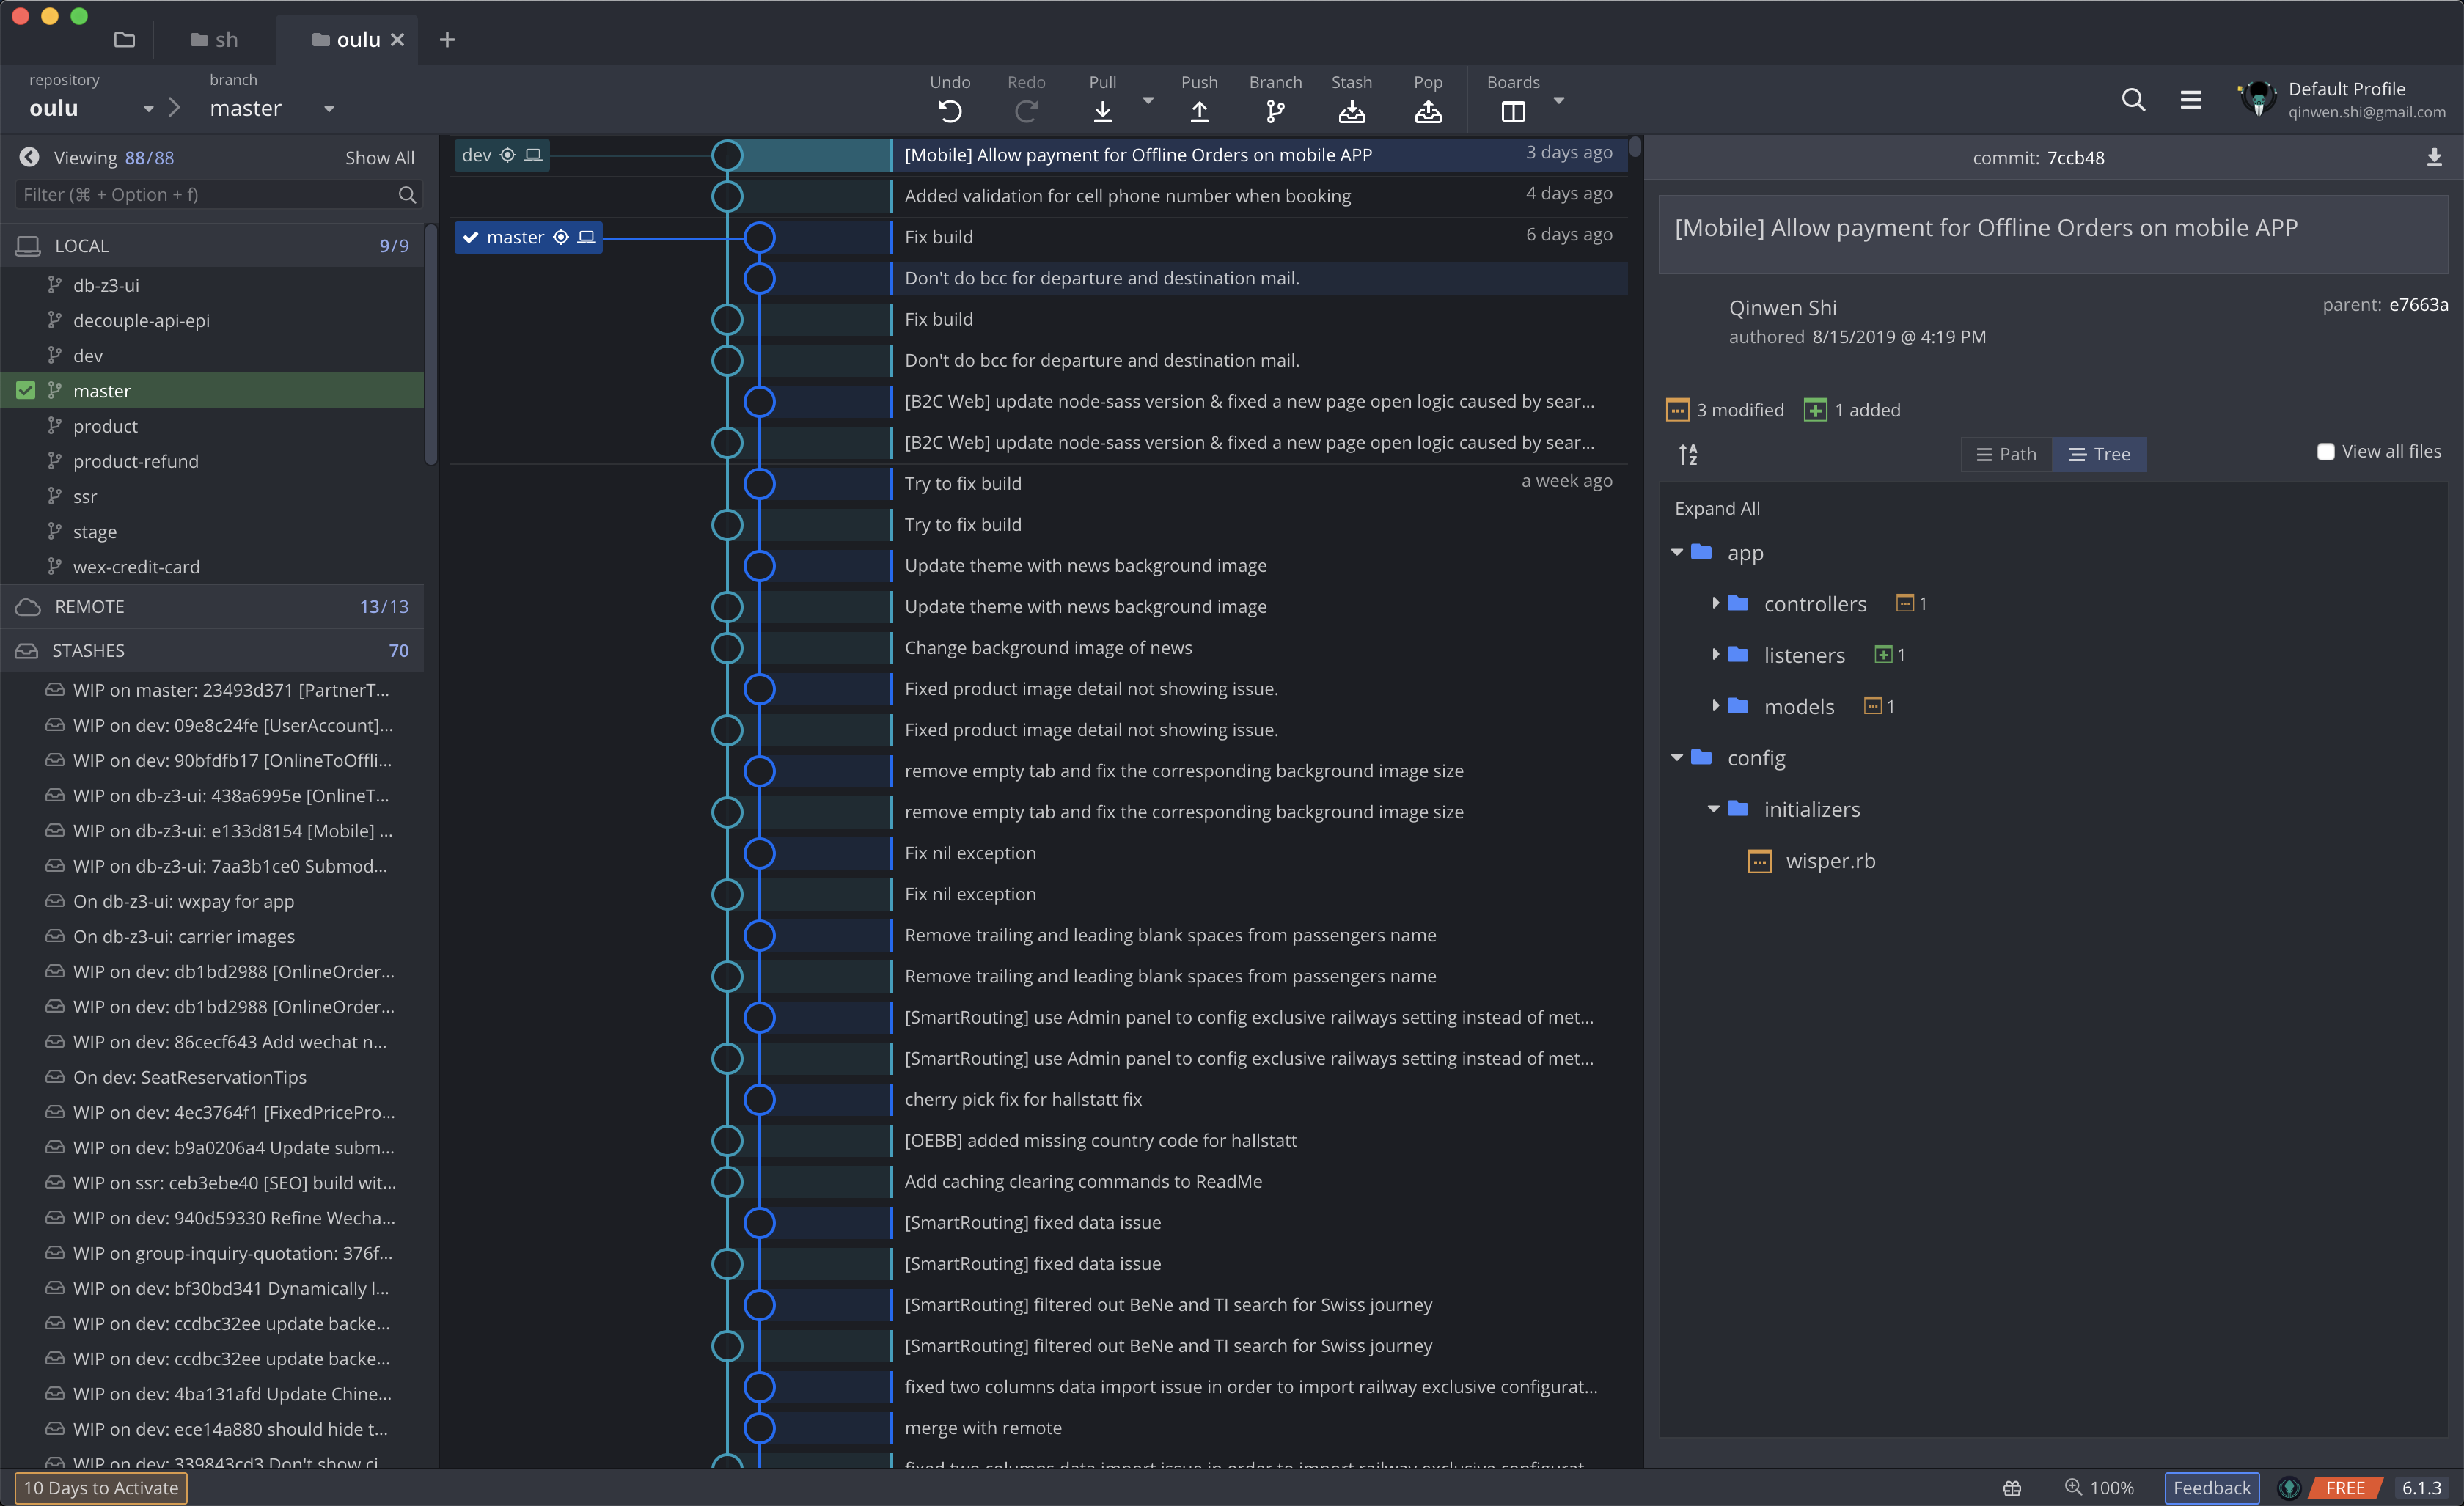 sh
oulu
repository
oulu
branch
master
Undo
Redo
Pull
Push
Branch
Stash
Pop
Boards
Default Profile
qinwen.shi@gmail.com
Viewing 88/88
Show All
Filter (⌘ + Option + f)
LOCAL 9/9
db-z3-ui
decouple-api-epi
dev
master
product
product-refund
ssr
stage
wex-credit-card
REMOTE 13/13
STASHES 70
WIP on master: 23493d371 [PartnerT...
WIP on dev: 09e8c24fe [UserAccount]...
WIP on dev: 90bfdfb17 [OnlineToOffli...
WIP on db-z3-ui: 438a6995e [OnlineT...
WIP on db-z3-ui: e133d8154 [Mobile] ...
WIP on db-z3-ui: 7aa3b1ce0 Submod...
On db-z3-ui: wxpay for app
On db-z3-ui: carrier images
WIP on dev: db1bd2988 [OnlineOrder...
WIP on dev: db1bd2988 [OnlineOrder...
WIP on dev: 86cecf643 Add wechat n...
On dev: SeatReservationTips
WIP on dev: 4ec3764f1 [FixedPricePro...
WIP on dev: b9a0206a4 Update subm...
WIP on ssr: ceb3ebe40 [SEO] build wit...
WIP on dev: 940d59330 Refine Wecha...
WIP on group-inquiry-quotation: 376f...
WIP on dev: bf30bd341 Dynamically l...
WIP on dev: ccdbc32ee update backe...
WIP on dev: ccdbc32ee update backe...
WIP on dev: 4ba131afd Update Chine...
WIP on dev: ece14a880 should hide t...
WIP on dev: 339843cd3 Don't show ci
dev
[Mobile] Allow payment for Offline Orders on mobile APP 3 days ago
Added validation for cell phone number when booking 4 days ago
master
Fix build 6 days ago
Don't do bcc for departure and destination mail.
Fix build
Don't do bcc for departure and destination mail.
[B2C Web] update node-sass version & fixed a new page open logic caused by sear...
[B2C Web] update node-sass version & fixed a new page open logic caused by sear...
Try to fix build a week ago
Try to fix build
Update theme with news background image
Update theme with news background image
Change background image of news
Fixed product image detail not showing issue.
Fixed product image detail not showing issue.
remove empty tab and fix the corresponding background image size
remove empty tab and fix the corresponding background image size
Fix nil exception
Fix nil exception
Remove trailing and leading blank spaces from passengers name
Remove trailing and leading blank spaces from passengers name
[SmartRouting] use Admin panel to config exclusive railways setting instead of met...
[SmartRouting] use Admin panel to config exclusive railways setting instead of met...
cherry pick fix for hallstatt fix
[OEBB] added missing country code for hallstatt
Add caching clearing commands to ReadMe
[SmartRouting] fixed data issue
[SmartRouting] fixed data issue
[SmartRouting] filtered out BeNe and TI search for Swiss journey
[SmartRouting] filtered out BeNe and TI search for Swiss journey
fixed two columns data import issue in order to import railway exclusive configurat...
merge with remote
fixed two columns data import issue in order to import railway exclusive configurat...
commit: 7ccb48
[Mobile] Allow payment for Offline Orders on mobile APP
Qinwen Shi
authored 8/15/2019 @ 4:19 PM
parent: e7663a
3 modified 1 added
Path
Tree
View all files
Expand All
app
controllers 1
listeners 1
models 1
config
initializers
wisper.rb
10 Days to Activate
100%
Feedback
FREE
6.1.3